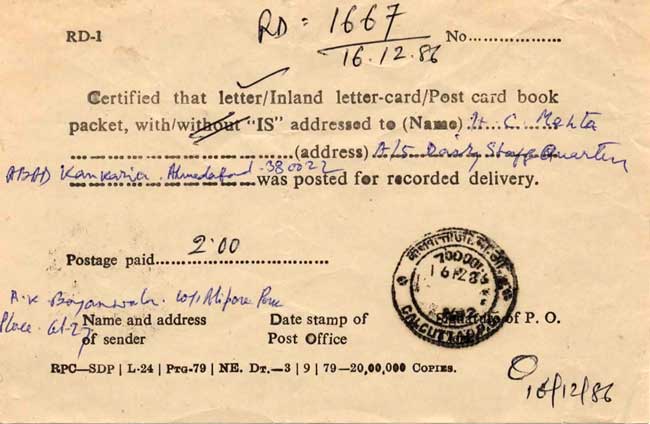 RD-1
RD = 1667
16.12.86
No.................
Certified that letter/Inland letter-card/Post card book
packet, with/without "IS" addressed to (Name) H. C. Mehta
(address) A/5 Dairy Staff Quarters
ABAD Kankaria. Ahmedabad-380022 was posted for recorded delivery.
Postage paid 2.00
Name and address
of sender
Date stamp of
Post Office
of P. O.
CALCUTTA
RPC—SDP | L-24 | PTG-79 | NE. DT.—3 | 9 | 79—20,00,000 COPIES.
16/12/86